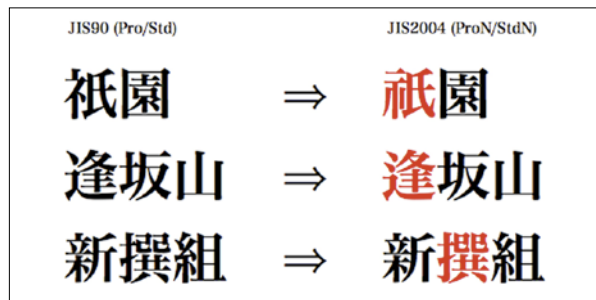 JIS90 (Pro/Std) JIS2004 (ProN/StdN)
祇園 ⇒ 祇園
逢坂山 ⇒ 逢坂山
新撰組 ⇒ 新撰組